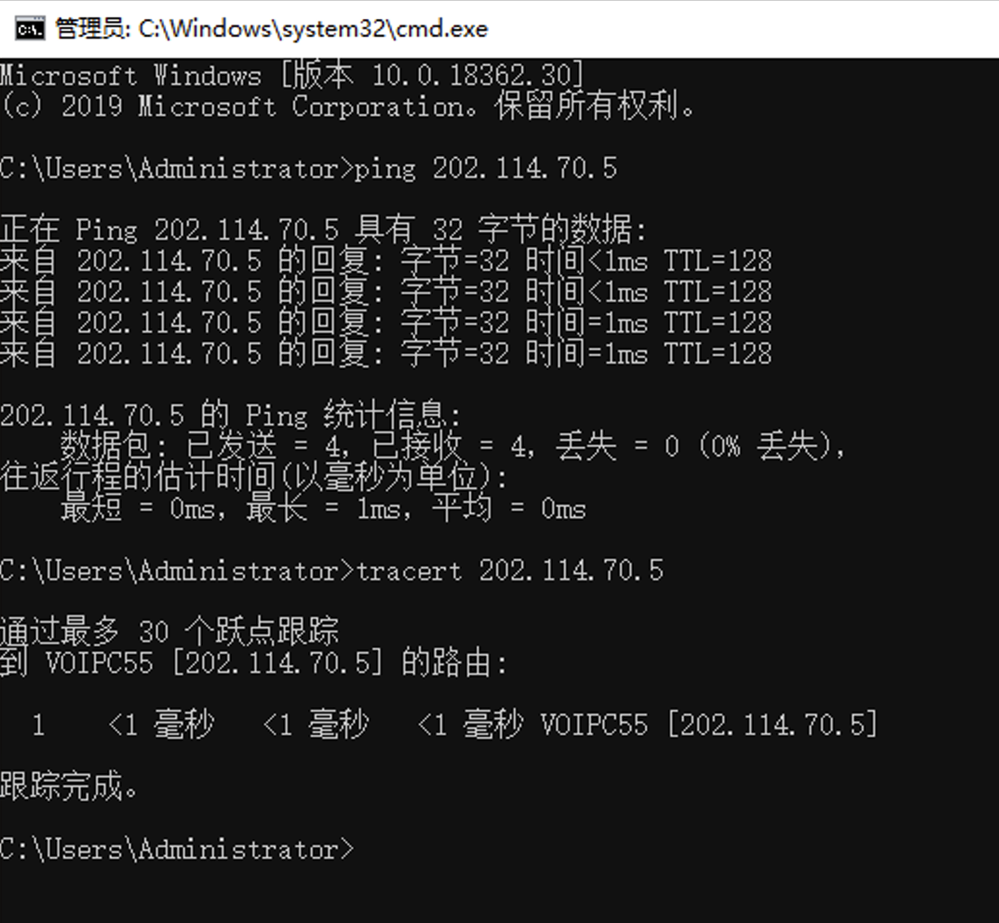 管理员: C:\Windows\system32\cmd.exe
Microsoft Windows [版本 10.0.18362.30]
(c) 2019 Microsoft Corporation。保留所有权利。
C:\Users\Administrator>ping 202.114.70.5
正在 Ping 202.114.70.5 具有 32 字节的数据:
来自 202.114.70.5 的回复: 字节=32 时间<1ms TTL=128
来自 202.114.70.5 的回复: 字节=32 时间<1ms TTL=128
来自 202.114.70.5 的回复: 字节=32 时间=1ms TTL=128
来自 202.114.70.5 的回复: 字节=32 时间=1ms TTL=128
202.114.70.5 的 Ping 统计信息:
    数据包: 已发送 = 4，已接收 = 4，丢失 = 0 (0% 丢失)，
往返行程的估计时间(以毫秒为单位):
    最短 = 0ms，最长 = 1ms，平均 = 0ms
C:\Users\Administrator>tracert 202.114.70.5
通过最多 30 个跃点跟踪
到 VOIPC55 [202.114.70.5] 的路由:
  1    <1 毫秒   <1 毫秒   <1 毫秒 VOIPC55 [202.114.70.5]
跟踪完成。
C:\Users\Administrator>